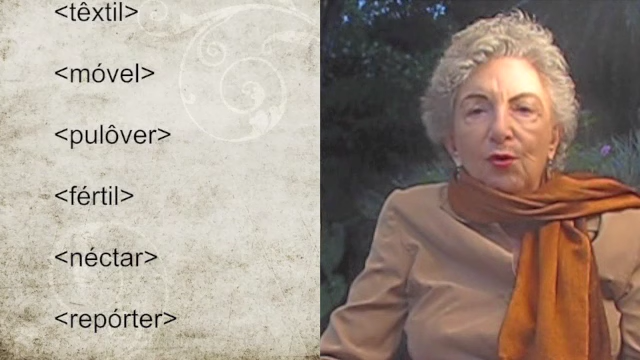 <têxtil>
<móvel>
<pulôver>
<fértil>
<néctar>
<repórter>